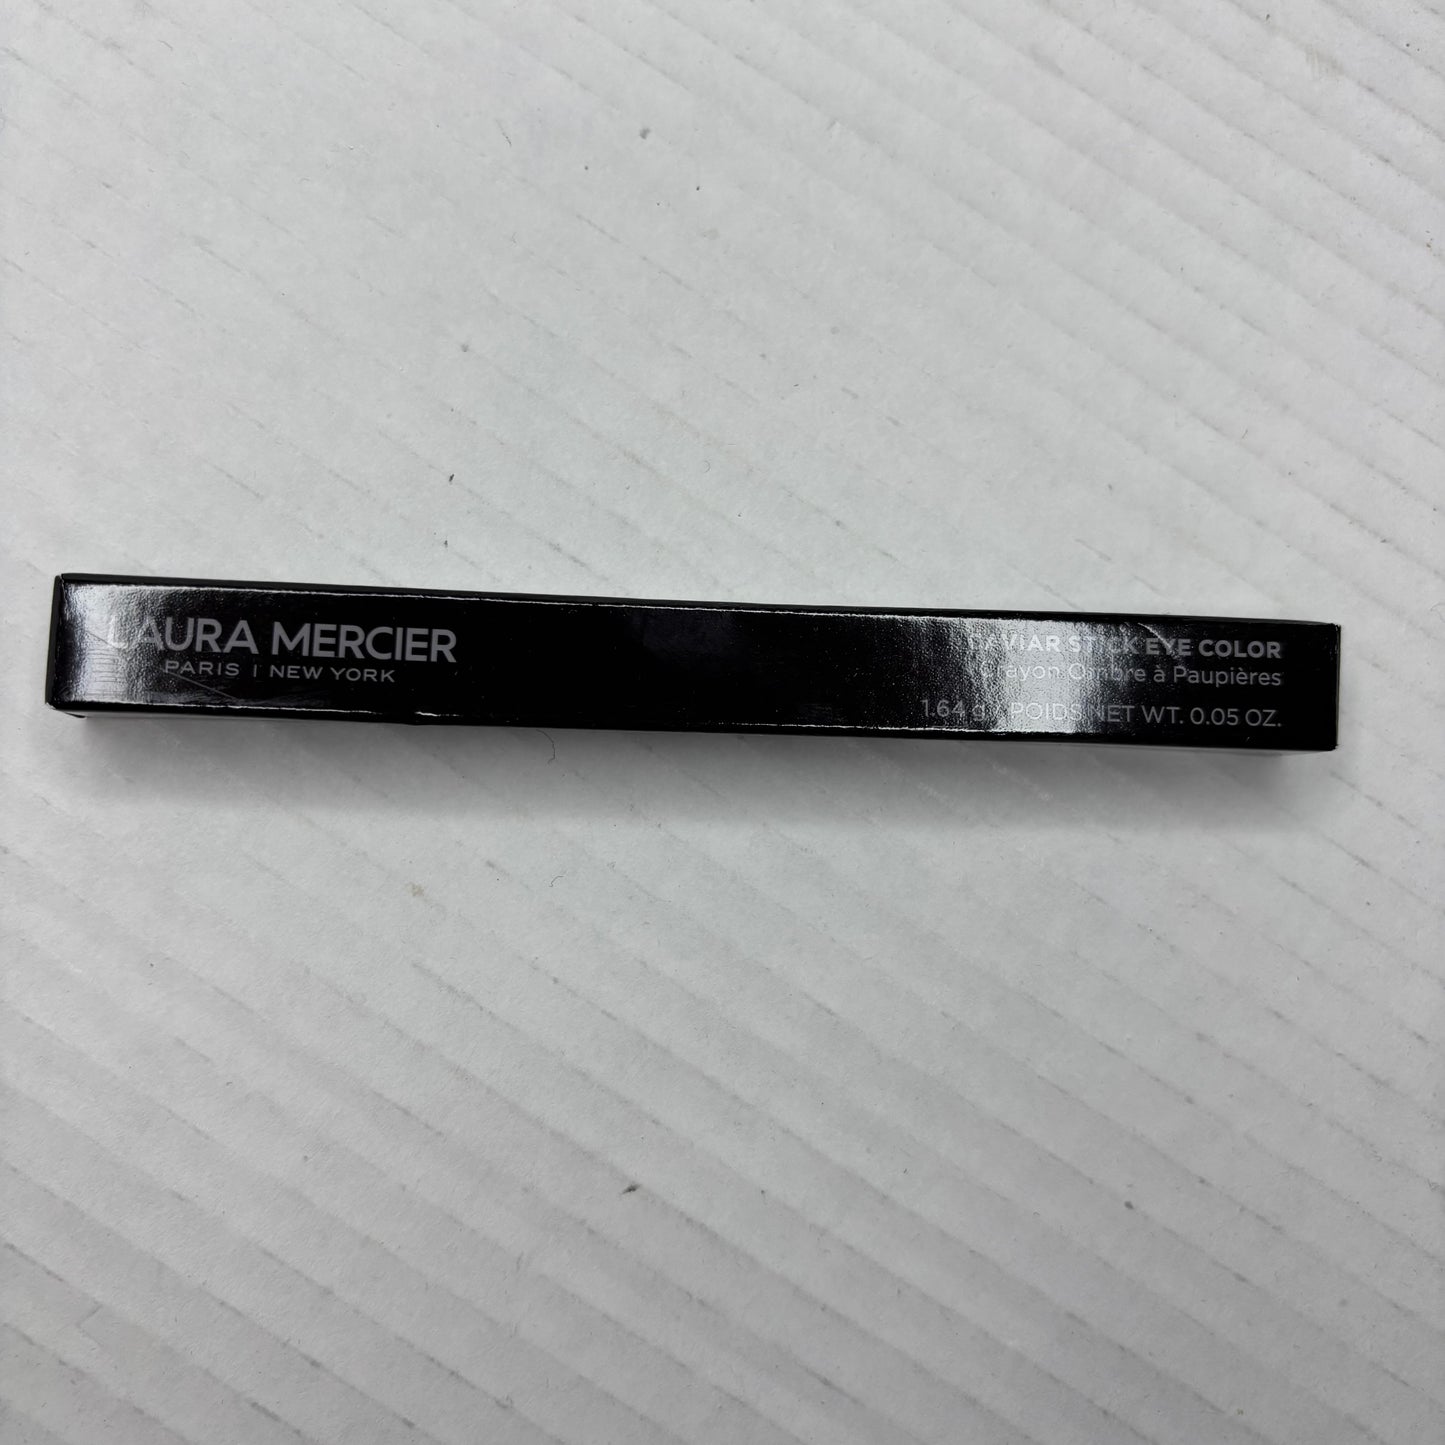 LAURA MERCIER
PARIS | NEW YORK
CAVIAR STICK EYE COLOR
Crayon Ombre à Paupières
1.64 g / POIDS NET WT. 0.05 OZ.